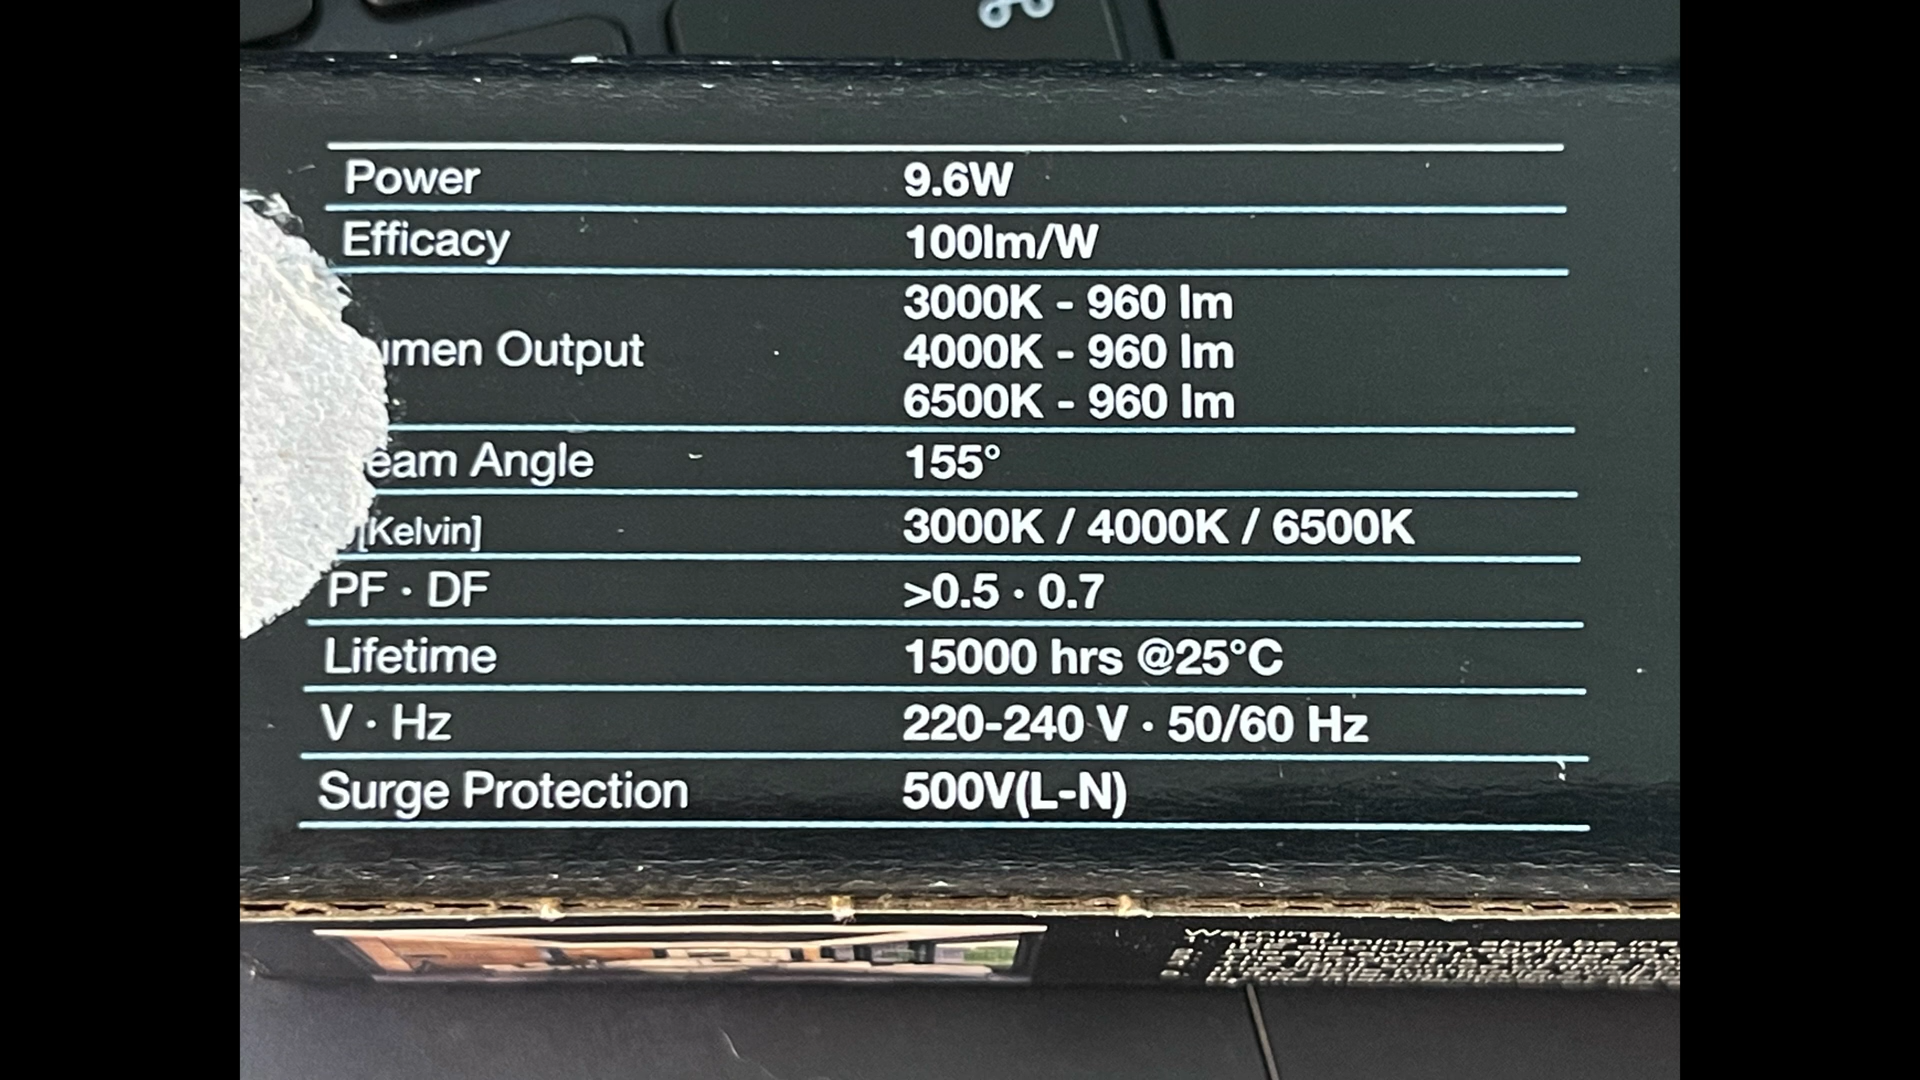 ⌘
Power 9.6W
Efficacy 100lm/W
3000K - 960 lm
umen Output 4000K - 960 lm
6500K - 960 lm
eam Angle 155°
[Kelvin] 3000K / 4000K / 6500K
PF · DF >0.5 · 0.7
Lifetime 15000 hrs @25°C
V · Hz 220-240 V · 50/60 Hz
Surge Protection 500V(L-N)